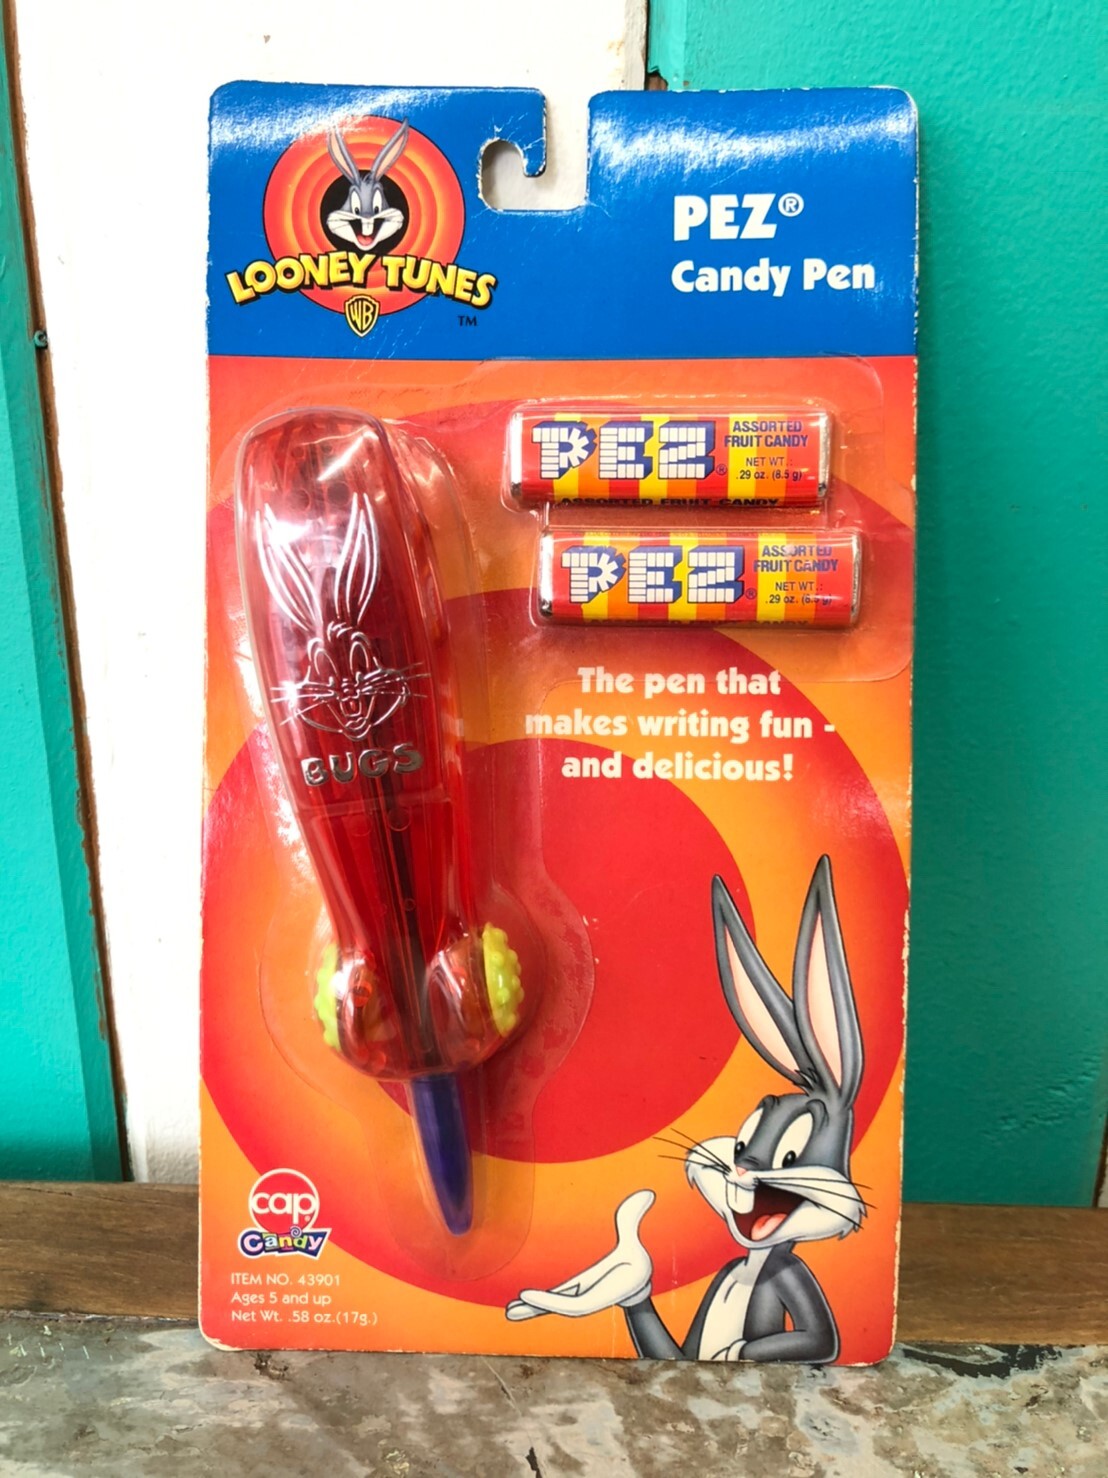 LOONEY TUNES
WB
TM
PEZ®
Candy Pen
PEZ®
ASSORTED
FRUIT CANDY
NET WT.:
.29 oz. (8.5 g)
ASSORTED FRUIT CANDY
PEZ®
ASSORTED
FRUIT CANDY
NET WT.:
.29 oz. (8.5 g)
The pen that
makes writing fun -
and delicious!
BUGS
cap
Candy
ITEM NO. 43901
Ages 5 and up
Net Wt. .58 oz.(17g.)